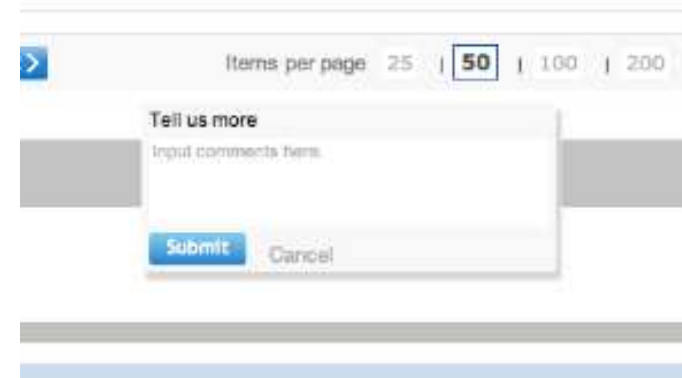 Items per page 25 | 50 | 100 | 200
Tell us more
Input comments here.
Submit
Cancel